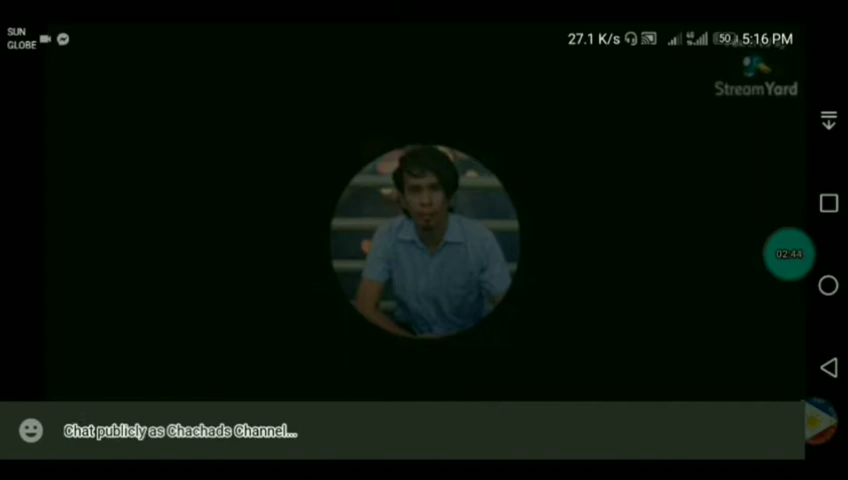 SUN
GLOBE
27.1 K/s
50
5:16 PM
StreamYard
02:44
Chat publicly as Chachads Channel...